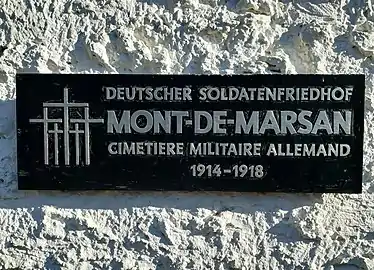 DEUTSCHER SOLDATENFRIEDHOF
MONT-DE-MARSAN
CIMETIERE MILITAIRE ALLEMAND
1914-1918